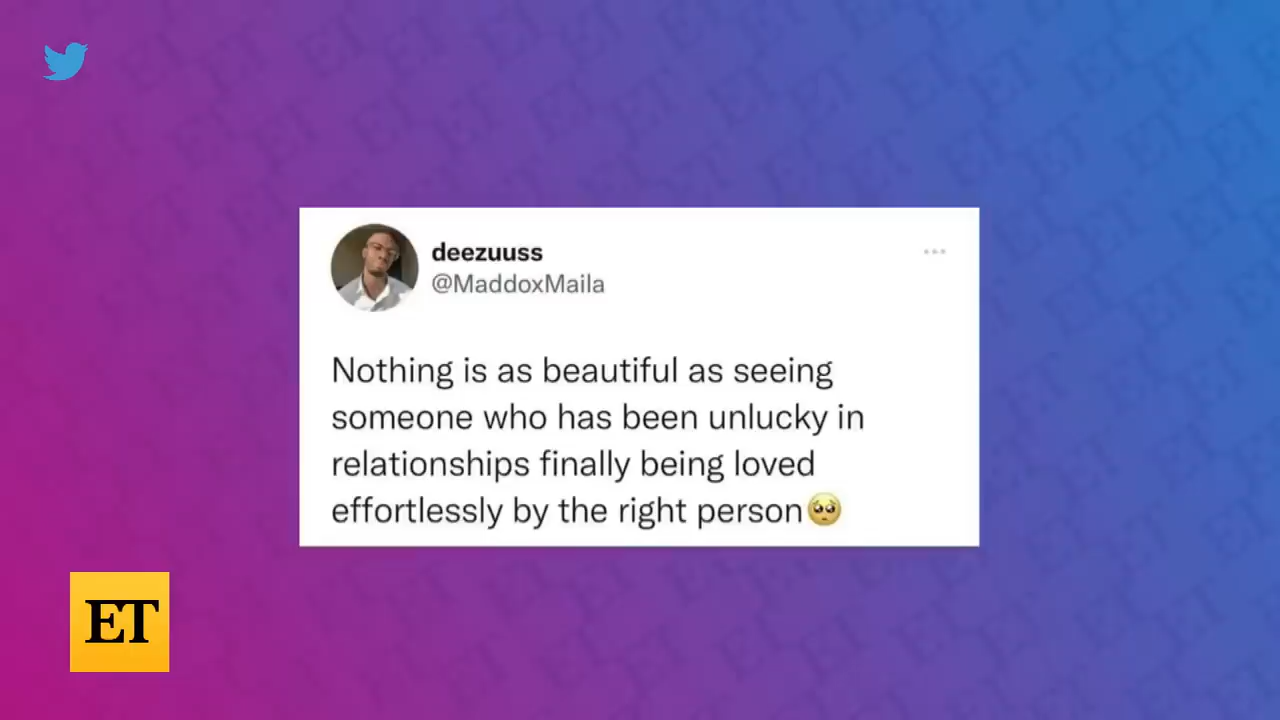 deezuuss
@MaddoxMaila
Nothing is as beautiful as seeing
someone who has been unlucky in
relationships finally being loved
effortlessly by the right person🥺
ET